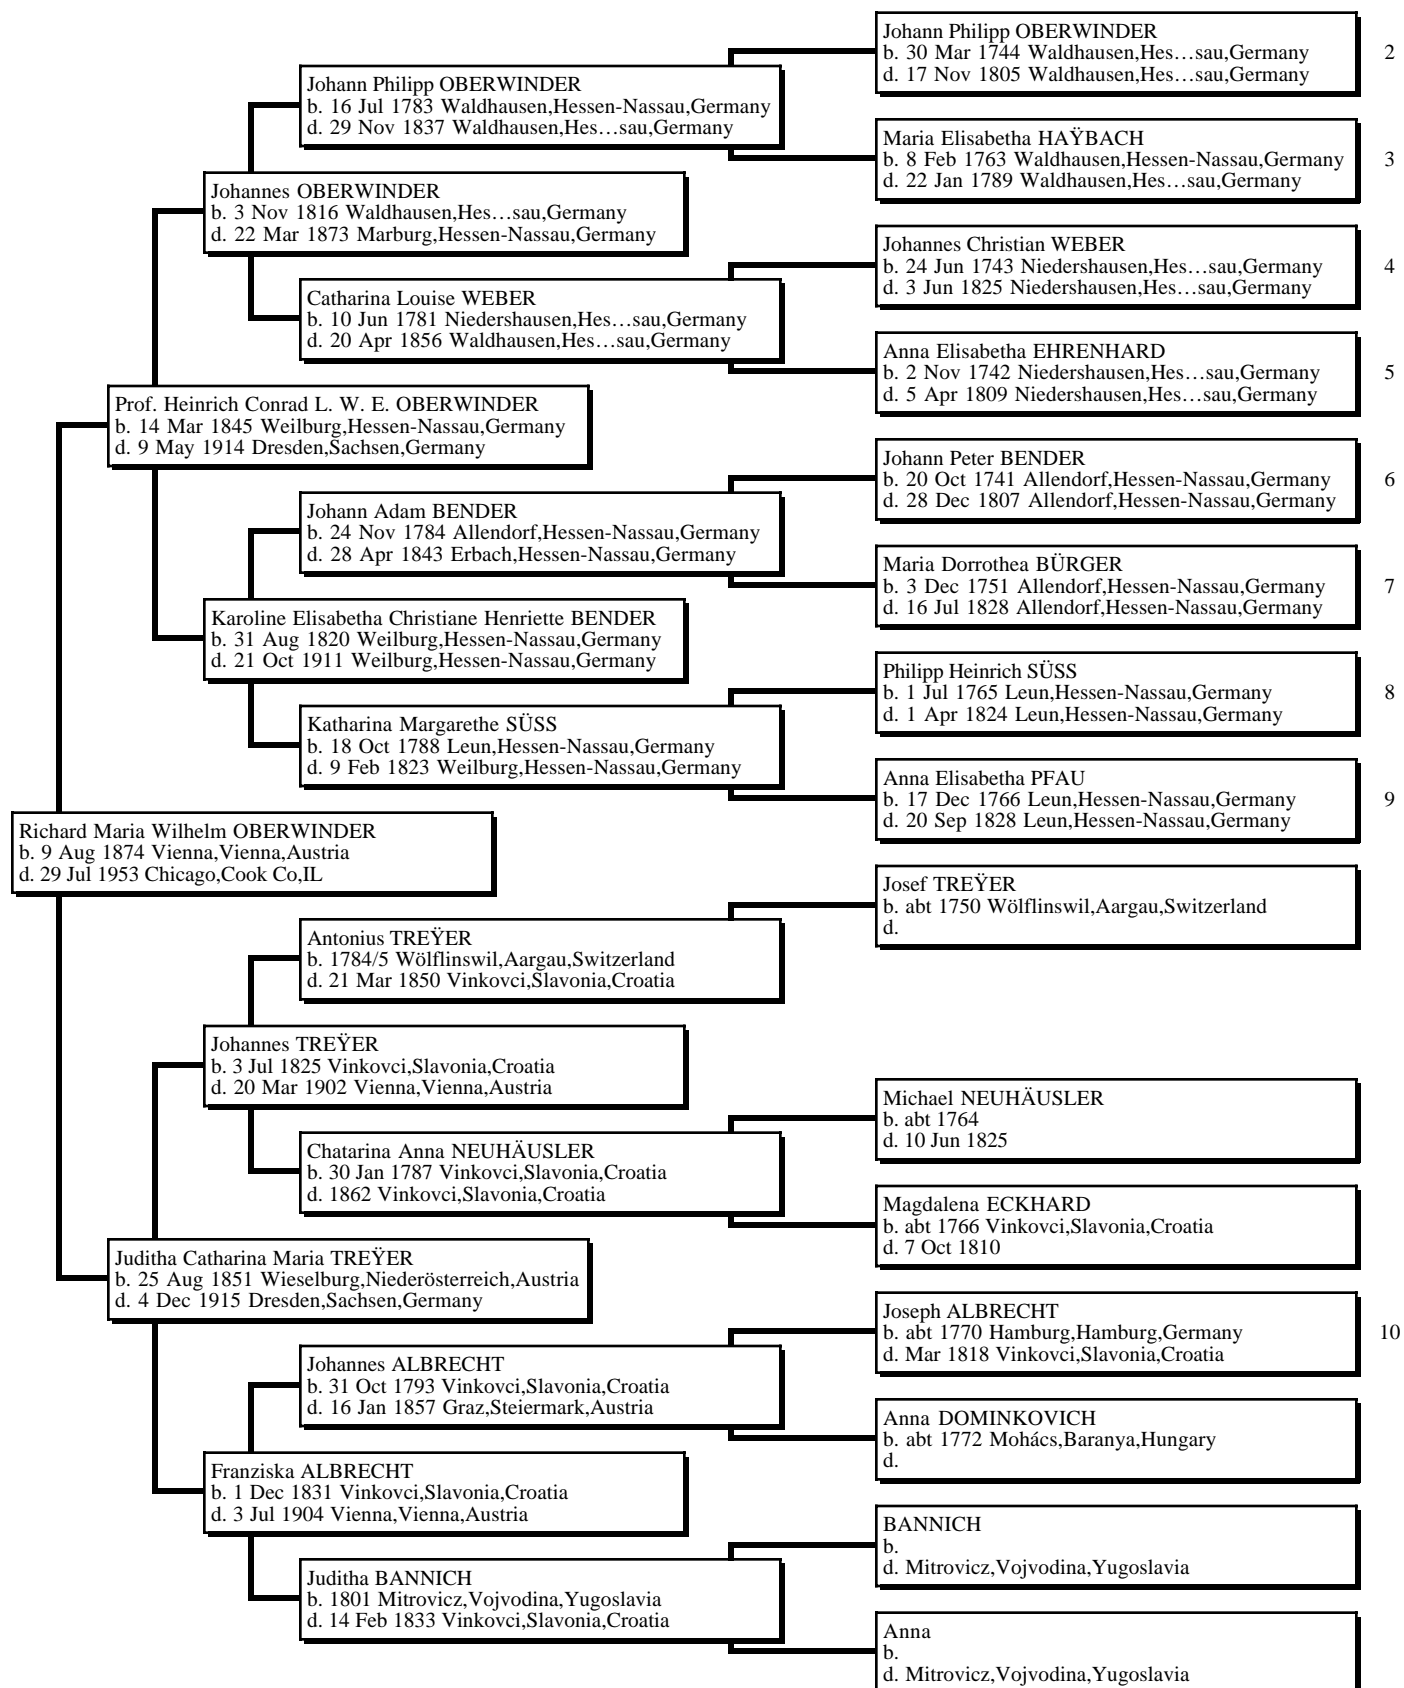 Johann Philipp OBERWINDER
b. 30 Mar 1744 Waldhausen,Hes…sau,Germany
d. 17 Nov 1805 Waldhausen,Hes…sau,Germany
2
Johann Philipp OBERWINDER
b. 16 Jul 1783 Waldhausen,Hessen-Nassau,Germany
d. 29 Nov 1837 Waldhausen,Hes…sau,Germany
Maria Elisabetha HAŸBACH
b. 8 Feb 1763 Waldhausen,Hessen-Nassau,Germany
d. 22 Jan 1789 Waldhausen,Hes…sau,Germany
3
Johannes OBERWINDER
b. 3 Nov 1816 Waldhausen,Hes…sau,Germany
d. 22 Mar 1873 Marburg,Hessen-Nassau,Germany
Johannes Christian WEBER
b. 24 Jun 1743 Niedershausen,Hes…sau,Germany
d. 3 Jun 1825 Niedershausen,Hes…sau,Germany
4
Catharina Louise WEBER
b. 10 Jun 1781 Niedershausen,Hes…sau,Germany
d. 20 Apr 1856 Waldhausen,Hes…sau,Germany
Anna Elisabetha EHRENHARD
b. 2 Nov 1742 Niedershausen,Hes…sau,Germany
d. 5 Apr 1809 Niedershausen,Hes…sau,Germany
5
Prof. Heinrich Conrad L. W. E. OBERWINDER
b. 14 Mar 1845 Weilburg,Hessen-Nassau,Germany
d. 9 May 1914 Dresden,Sachsen,Germany
Johann Peter BENDER
b. 20 Oct 1741 Allendorf,Hessen-Nassau,Germany
d. 28 Dec 1807 Allendorf,Hessen-Nassau,Germany
6
Johann Adam BENDER
b. 24 Nov 1784 Allendorf,Hessen-Nassau,Germany
d. 28 Apr 1843 Erbach,Hessen-Nassau,Germany
Maria Dorrothea BÜRGER
b. 3 Dec 1751 Allendorf,Hessen-Nassau,Germany
d. 16 Jul 1828 Allendorf,Hessen-Nassau,Germany
7
Karoline Elisabetha Christiane Henriette BENDER
b. 31 Aug 1820 Weilburg,Hessen-Nassau,Germany
d. 21 Oct 1911 Weilburg,Hessen-Nassau,Germany
Philipp Heinrich SÜSS
b. 1 Jul 1765 Leun,Hessen-Nassau,Germany
d. 1 Apr 1824 Leun,Hessen-Nassau,Germany
8
Katharina Margarethe SÜSS
b. 18 Oct 1788 Leun,Hessen-Nassau,Germany
d. 9 Feb 1823 Weilburg,Hessen-Nassau,Germany
Anna Elisabetha PFAU
b. 17 Dec 1766 Leun,Hessen-Nassau,Germany
d. 20 Sep 1828 Leun,Hessen-Nassau,Germany
9
Richard Maria Wilhelm OBERWINDER
b. 9 Aug 1874 Vienna,Vienna,Austria
d. 29 Jul 1953 Chicago,Cook Co,IL
Josef TREŸER
b. abt 1750 Wölflinswil,Aargau,Switzerland
d.
Antonius TREŸER
b. 1784/5 Wölflinswil,Aargau,Switzerland
d. 21 Mar 1850 Vinkovci,Slavonia,Croatia
Johannes TREŸER
b. 3 Jul 1825 Vinkovci,Slavonia,Croatia
d. 20 Mar 1902 Vienna,Vienna,Austria
Michael NEUHÄUSLER
b. abt 1764
d. 10 Jun 1825
Chatarina Anna NEUHÄUSLER
b. 30 Jan 1787 Vinkovci,Slavonia,Croatia
d. 1862 Vinkovci,Slavonia,Croatia
Magdalena ECKHARD
b. abt 1766 Vinkovci,Slavonia,Croatia
d. 7 Oct 1810
Juditha Catharina Maria TREŸER
b. 25 Aug 1851 Wieselburg,Niederösterreich,Austria
d. 4 Dec 1915 Dresden,Sachsen,Germany
Joseph ALBRECHT
b. abt 1770 Hamburg,Hamburg,Germany
d. Mar 1818 Vinkovci,Slavonia,Croatia
10
Johannes ALBRECHT
b. 31 Oct 1793 Vinkovci,Slavonia,Croatia
d. 16 Jan 1857 Graz,Steiermark,Austria
Anna DOMINKOVICH
b. abt 1772 Mohács,Baranya,Hungary
d.
Franziska ALBRECHT
b. 1 Dec 1831 Vinkovci,Slavonia,Croatia
d. 3 Jul 1904 Vienna,Vienna,Austria
BANNICH
b.
d. Mitrovicz,Vojvodina,Yugoslavia
Juditha BANNICH
b. 1801 Mitrovicz,Vojvodina,Yugoslavia
d. 14 Feb 1833 Vinkovci,Slavonia,Croatia
Anna
b.
d. Mitrovicz,Vojvodina,Yugoslavia